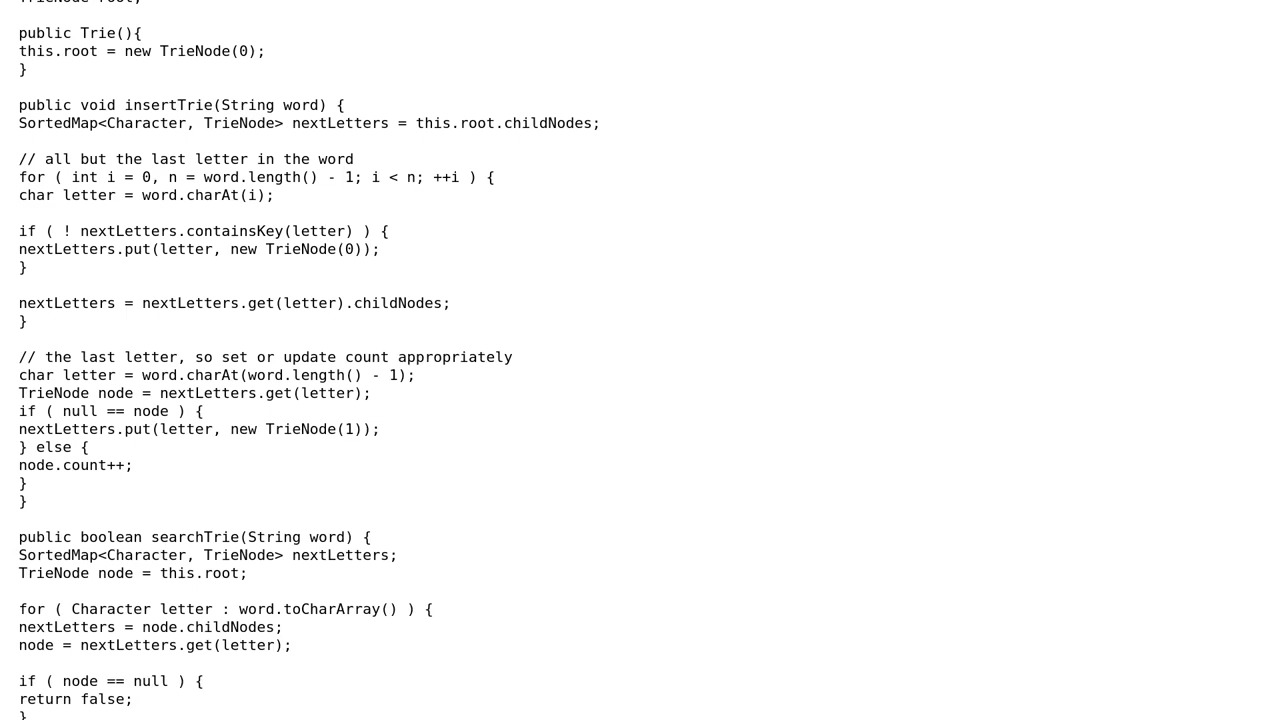 TrieNode root;
public Trie(){
this.root = new TrieNode(0);
}
public void insertTrie(String word) {
SortedMap<Character, TrieNode> nextLetters = this.root.childNodes;
// all but the last letter in the word
for ( int i = 0, n = word.length() - 1; i < n; ++i ) {
char letter = word.charAt(i);
if ( ! nextLetters.containsKey(letter) ) {
nextLetters.put(letter, new TrieNode(0));
}
nextLetters = nextLetters.get(letter).childNodes;
}
// the last letter, so set or update count appropriately
char letter = word.charAt(word.length() - 1);
TrieNode node = nextLetters.get(letter);
if ( null == node ) {
nextLetters.put(letter, new TrieNode(1));
} else {
node.count++;
}
}
public boolean searchTrie(String word) {
SortedMap<Character, TrieNode> nextLetters;
TrieNode node = this.root;
for ( Character letter : word.toCharArray() ) {
nextLetters = node.childNodes;
node = nextLetters.get(letter);
if ( node == null ) {
return false;
}